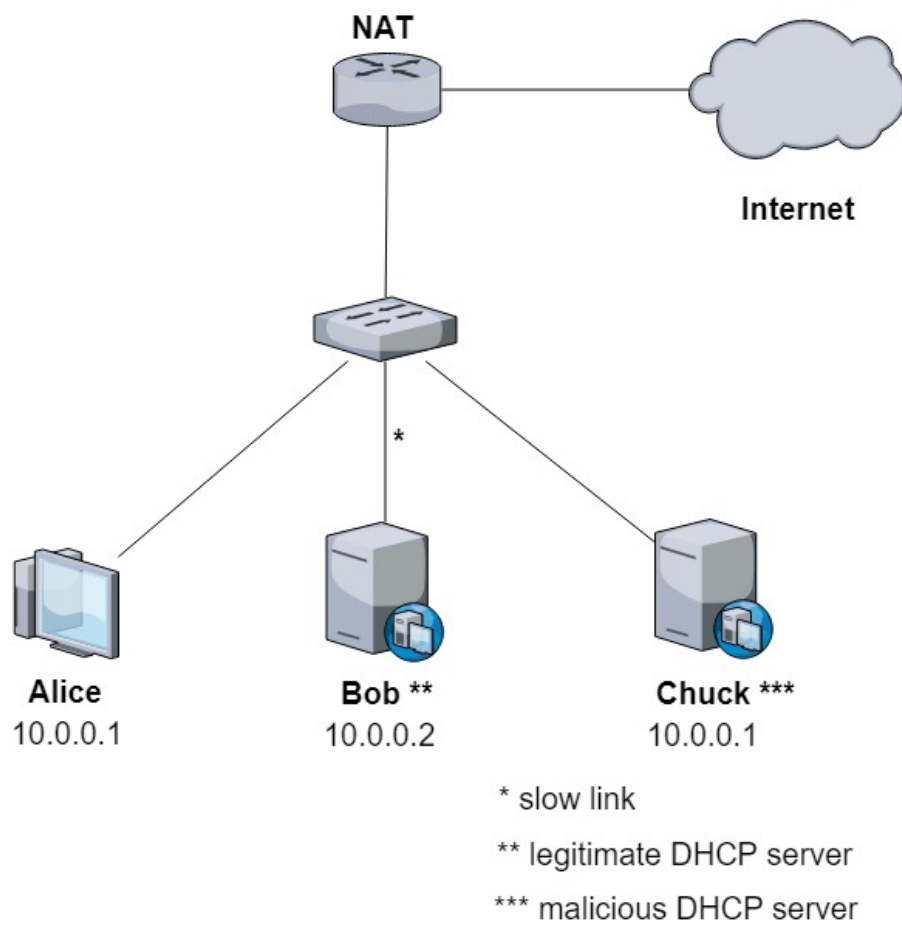 NAT
Internet
*
Alice
10.0.0.1
Bob **
10.0.0.2
Chuck ***
10.0.0.1
* slow link
** legitimate DHCP server
*** malicious DHCP server